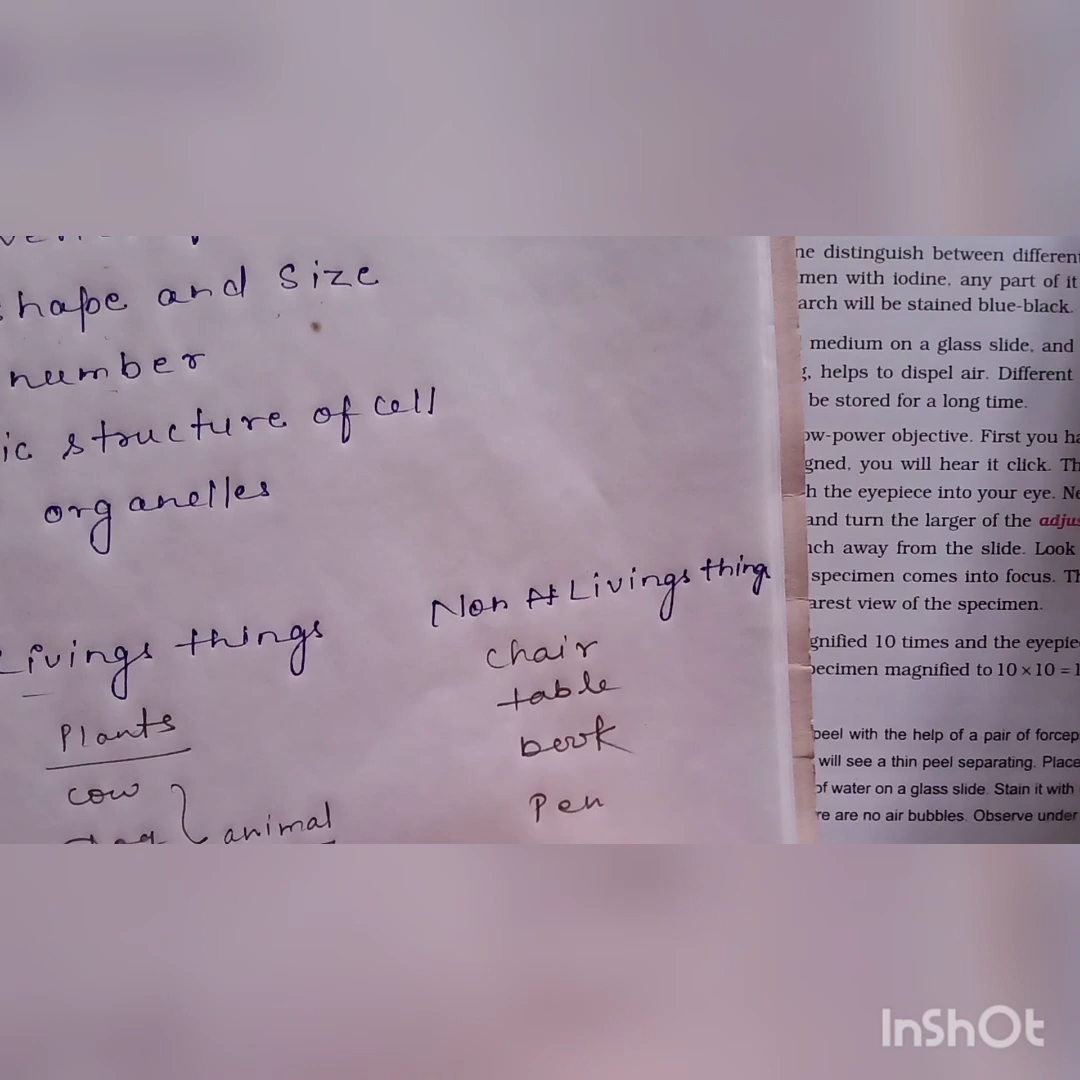 shape and size
number
ic structure of cell
organelles
Livings things
Non Livings thing
Plants
chair
table
book
cow
animal
Pen
ne distinguish between different
men with iodine, any part of it
arch will be stained blue-black.
medium on a glass slide, and
g, helps to dispel air. Different
be stored for a long time.
ow-power objective. First you ha
gned, you will hear it click. Th
h the eyepiece into your eye. Ne
and turn the larger of the adjus
nch away from the slide. Look
specimen comes into focus. Th
arest view of the specimen.
gnified 10 times and the eyepie
pecimen magnified to 10 × 10 = 1
peel with the help of a pair of forcep
will see a thin peel separating. Place
of water on a glass slide. Stain it with
re are no air bubbles. Observe under
InShOt